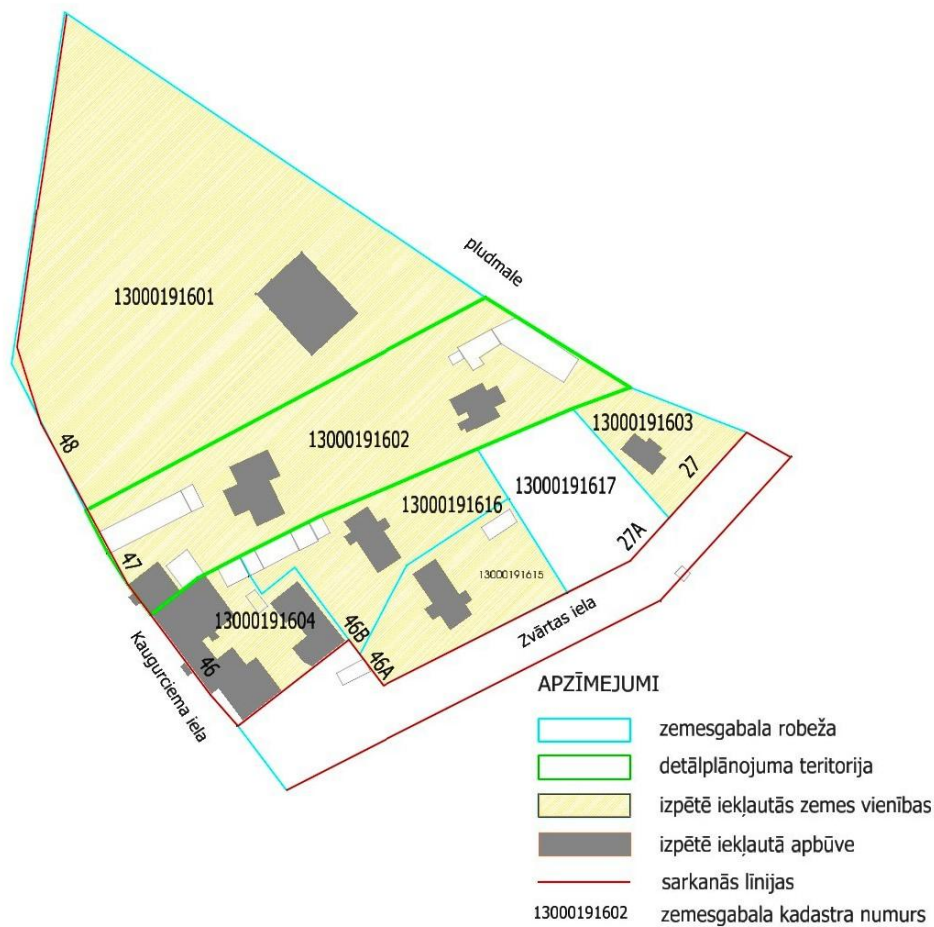 pludmale
13000191601
13000191603
48
13000191602
27
13000191617
13000191616
27A
13000191615
47
13000191604
46B
46A
46
Zvārtas iela
Kaugurciema iela
APZĪMEJUMI
zemesgabala robeža
detālplānojuma teritorija
izpētē iekļautās zemes vienības
izpētē iekļautā apbūve
sarkanās līnijas
13000191602 zemesgabala kadastra numurs